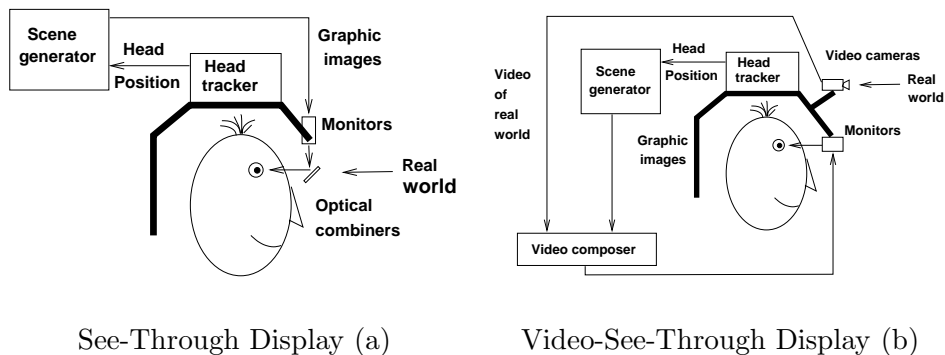 Scene
generator
Head
Position
Head
tracker
Graphic
images
Monitors
Real
world
Optical
combiners
See-Through Display (a)
Video
of
real
world
Scene
generator
Head
Position
Head
tracker
Video cameras
Real
world
Graphic
images
Monitors
Video composer
Video-See-Through Display (b)